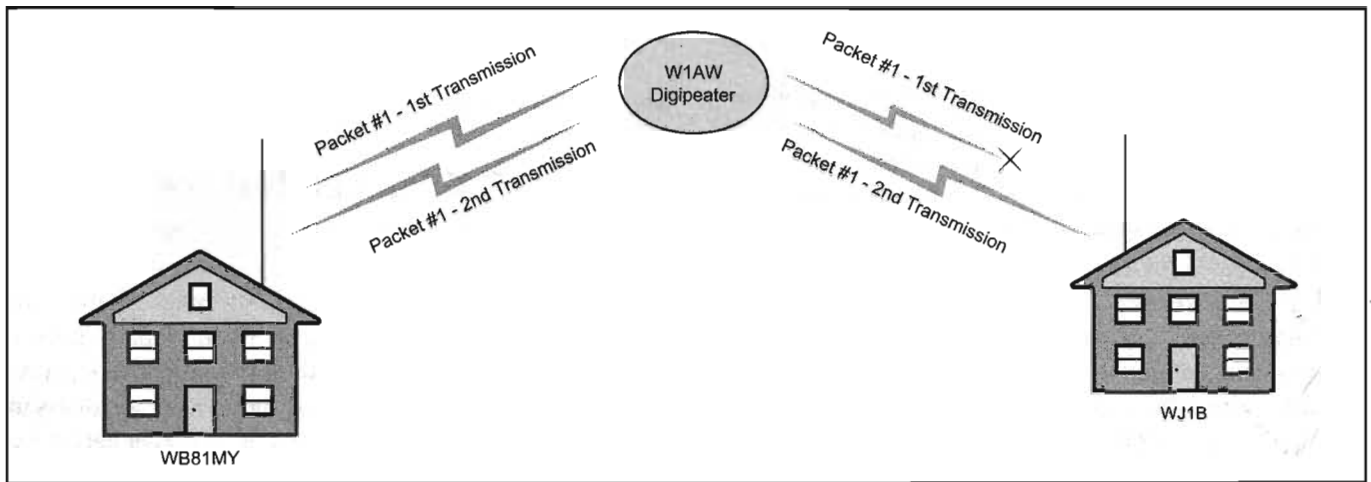 Packet #1 - 1st Transmission
Packet #1 - 2nd Transmission
W1AW
Digipeater
Packet #1 - 1st Transmission
Packet #1 - 2nd Transmission
WB81MY
WJ1B